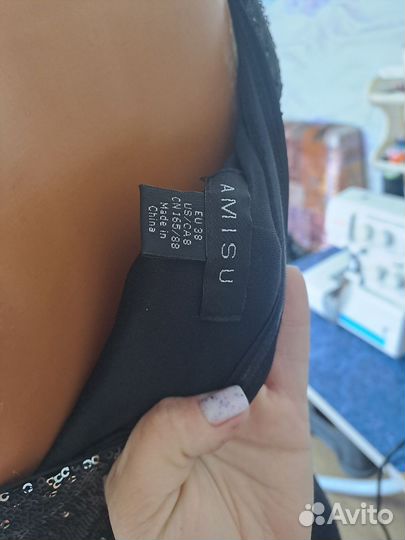 AMISU
EU 38
US/CA 8
CN 165/88
Made in
China
Avito